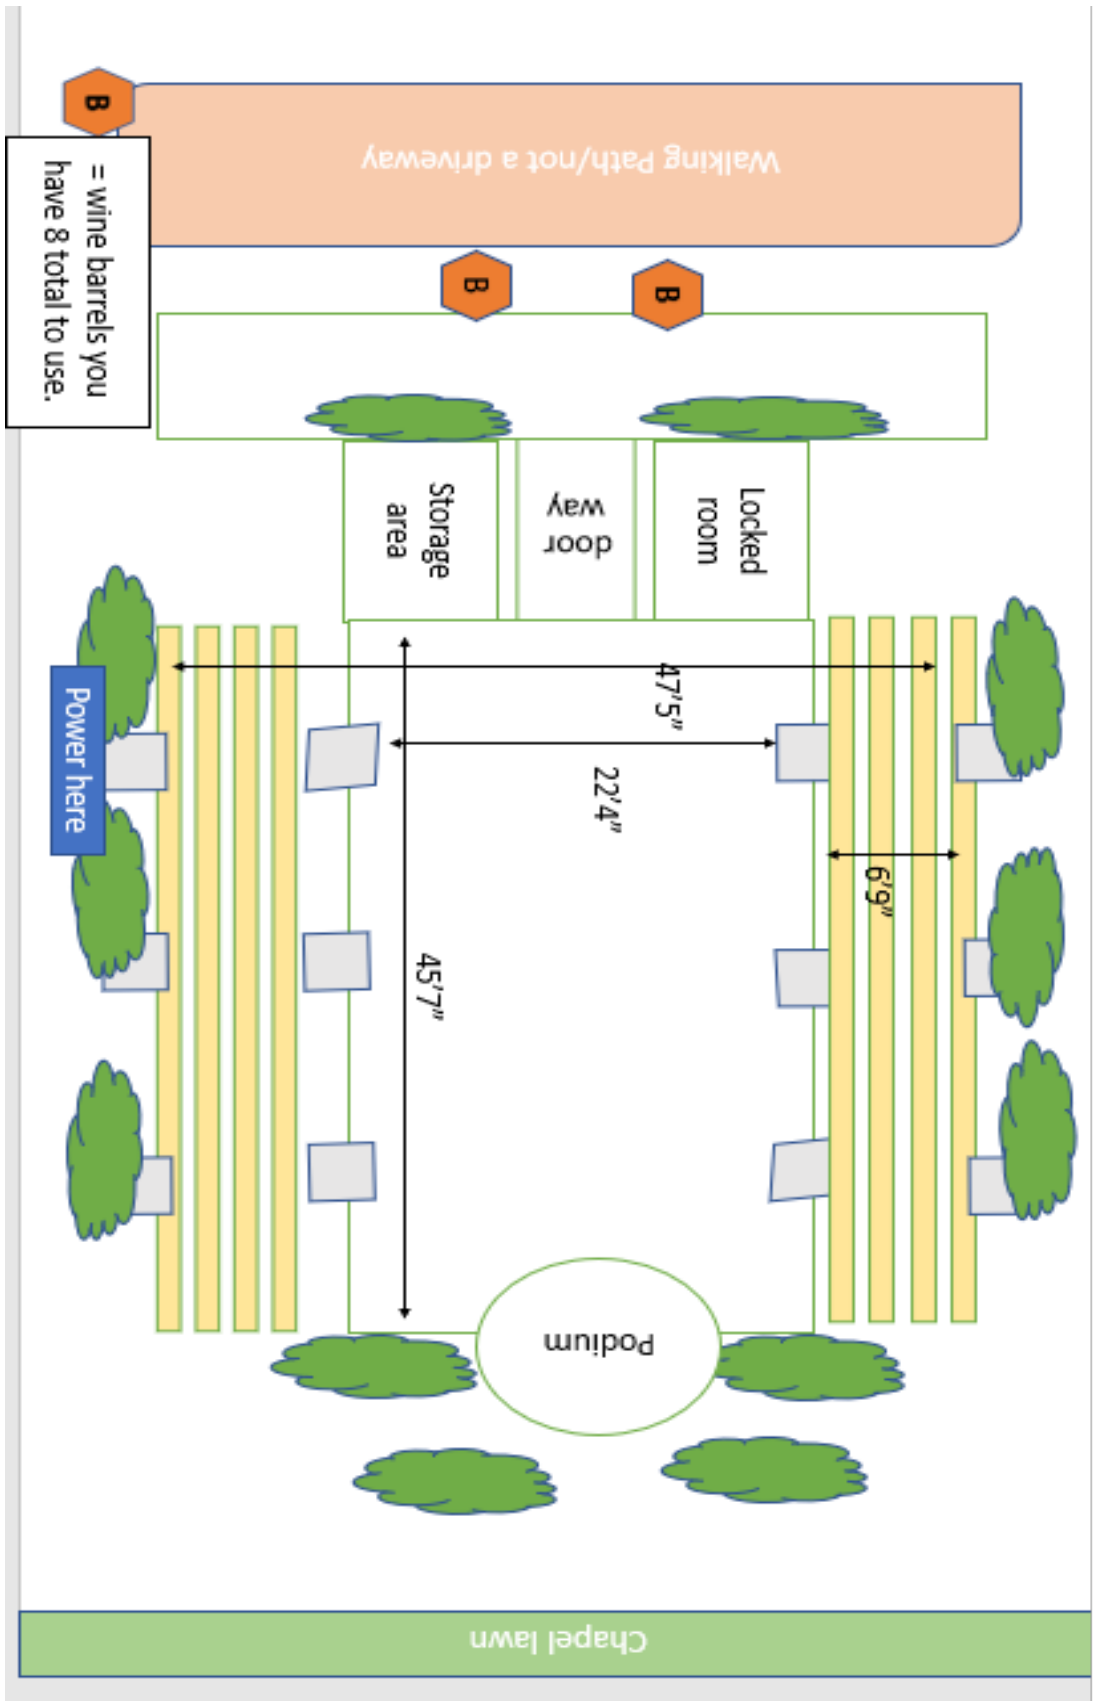 B
= wine barrels you
have 8 total to use.
Walking Path/not a driveway
B
B
Storage
area
door
way
Locked
room
47'5"
22'4"
6'9"
45'7"
Power here
Podium
Chapel lawn